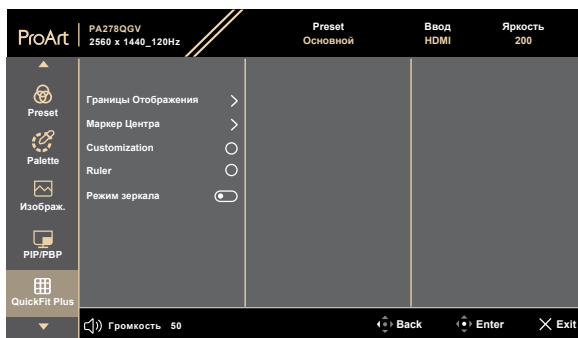 ProArt
PA278QGV
2560 x 1440_120Hz
Preset
Основной
Ввод
HDMI
Яркость
200
Preset
Palette
Изображ.
PIP/PBP
QuickFit Plus
Границы Отображения
Маркер Центра
Customization
Ruler
Режим зеркала
Громкость 50
Back
Enter
Exit